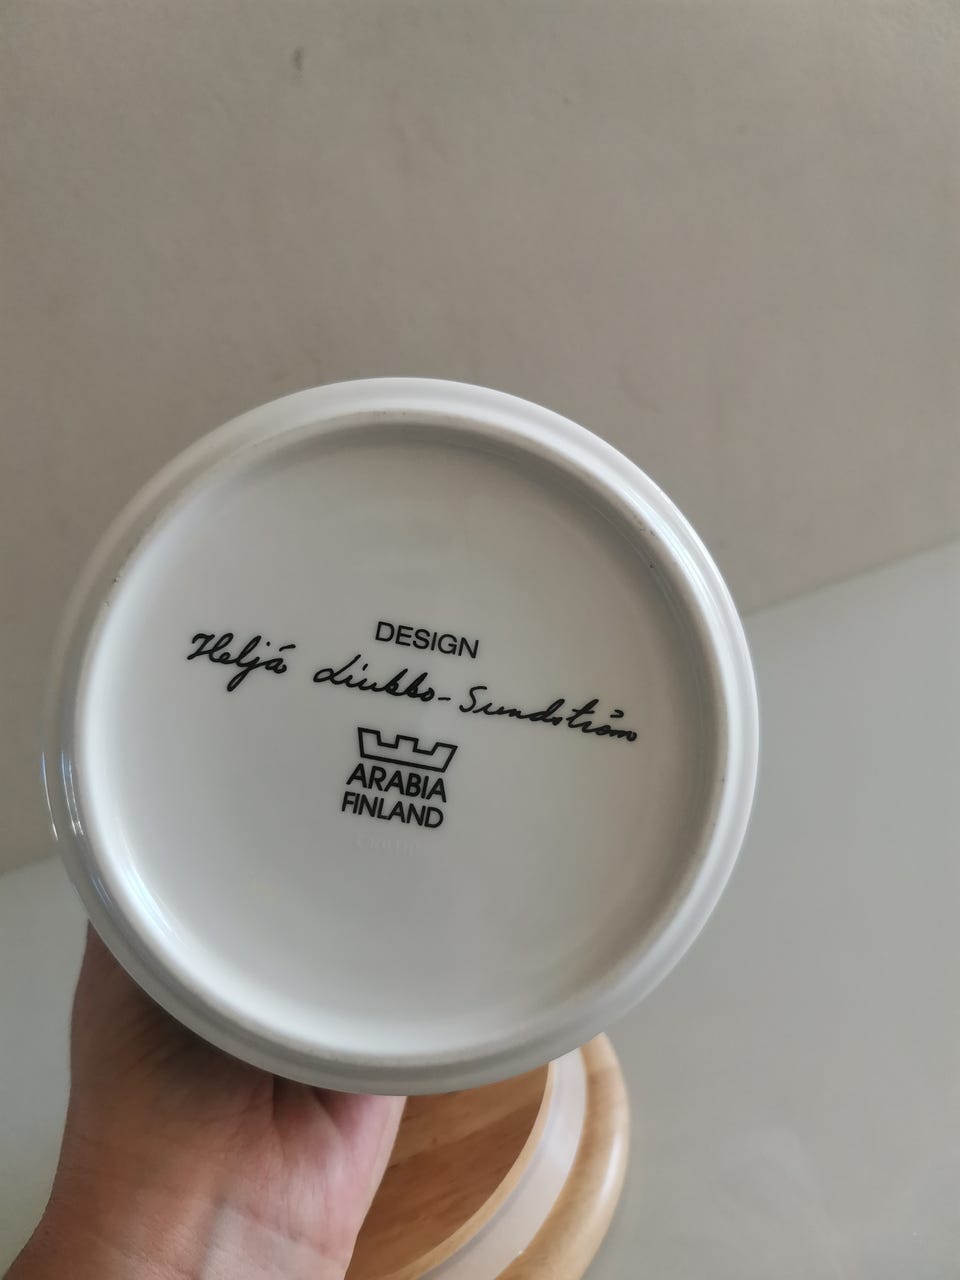 DESIGN
Heljä Liukko-Sundström
ARABIA
FINLAND